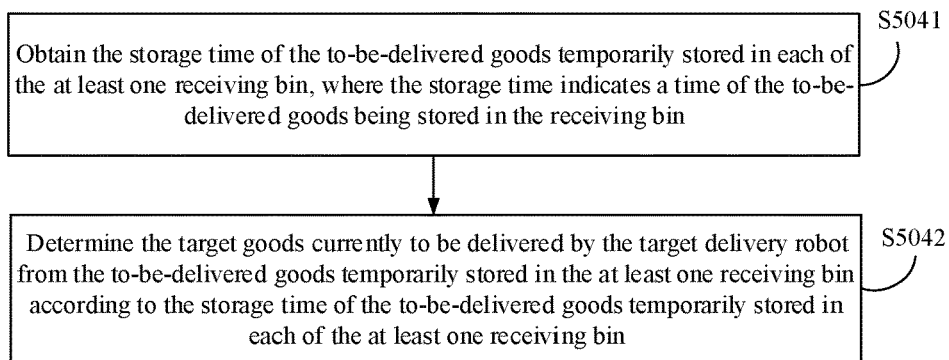 S5041
Obtain the storage time of the to-be-delivered goods temporarily stored in each of
the at least one receiving bin, where the storage time indicates a time of the to-be-
delivered goods being stored in the receiving bin
S5042
Determine the target goods currently to be delivered by the target delivery robot
from the to-be-delivered goods temporarily stored in the at least one receiving bin
according to the storage time of the to-be-delivered goods temporarily stored in
each of the at least one receiving bin